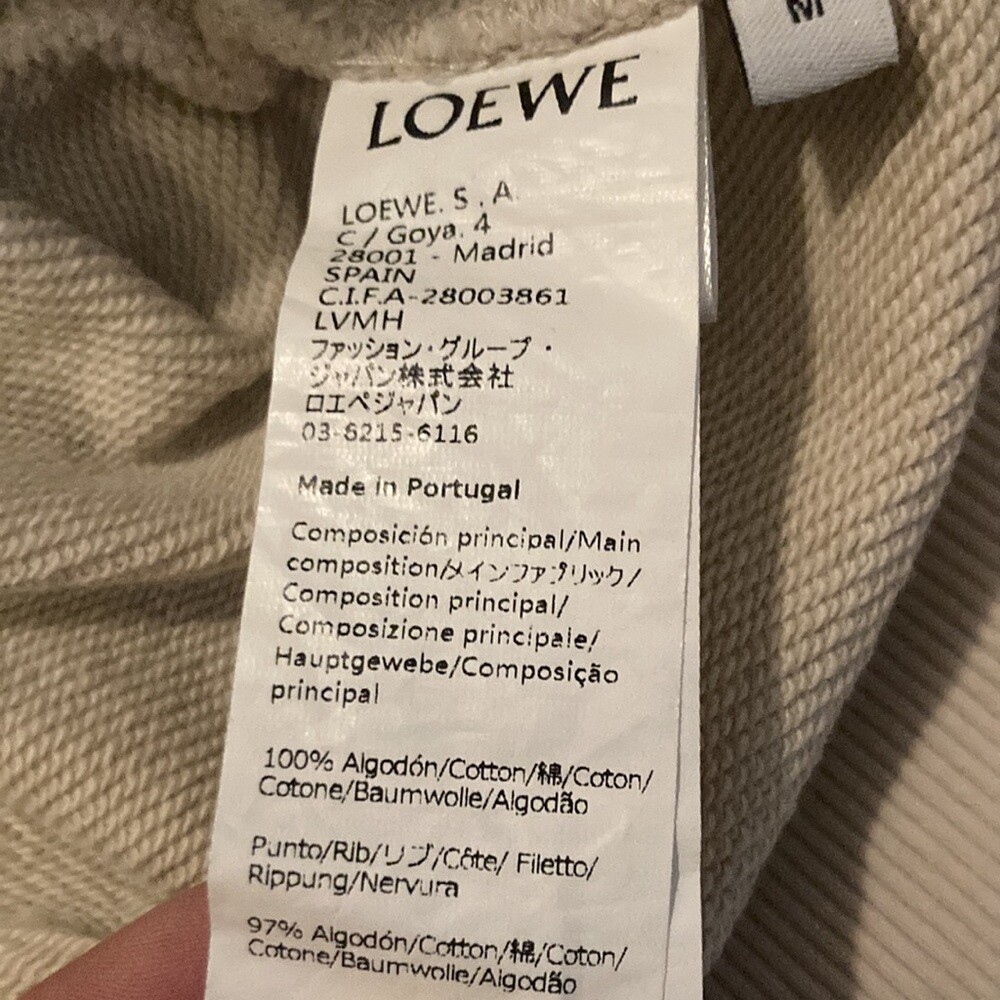 M
LOEWE
LOEWE. S . A.
C / Goya. 4
28001 - Madrid
SPAIN
C.I.F.A-28003861
LVMH
ファッション・グループ・
ジャパン株式会社
ロエベジャパン
03-6215-6116
Made in Portugal
Composición principal/Main
composition/メインファブリック/
Composition principal/
Composizione principale/
Hauptgewebe/Composição
principal
100% Algodón/Cotton/綿/Coton/
Cotone/Baumwolle/Algodão
Punto/Rib/リブ/Côte/ Filetto/
Rippung/Nervura
97% Algodón/Cotton/綿/Coton/
Cotone/Baumwolle/Algodão